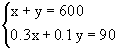 x + y = 600
0.3x + 0.1 y = 90